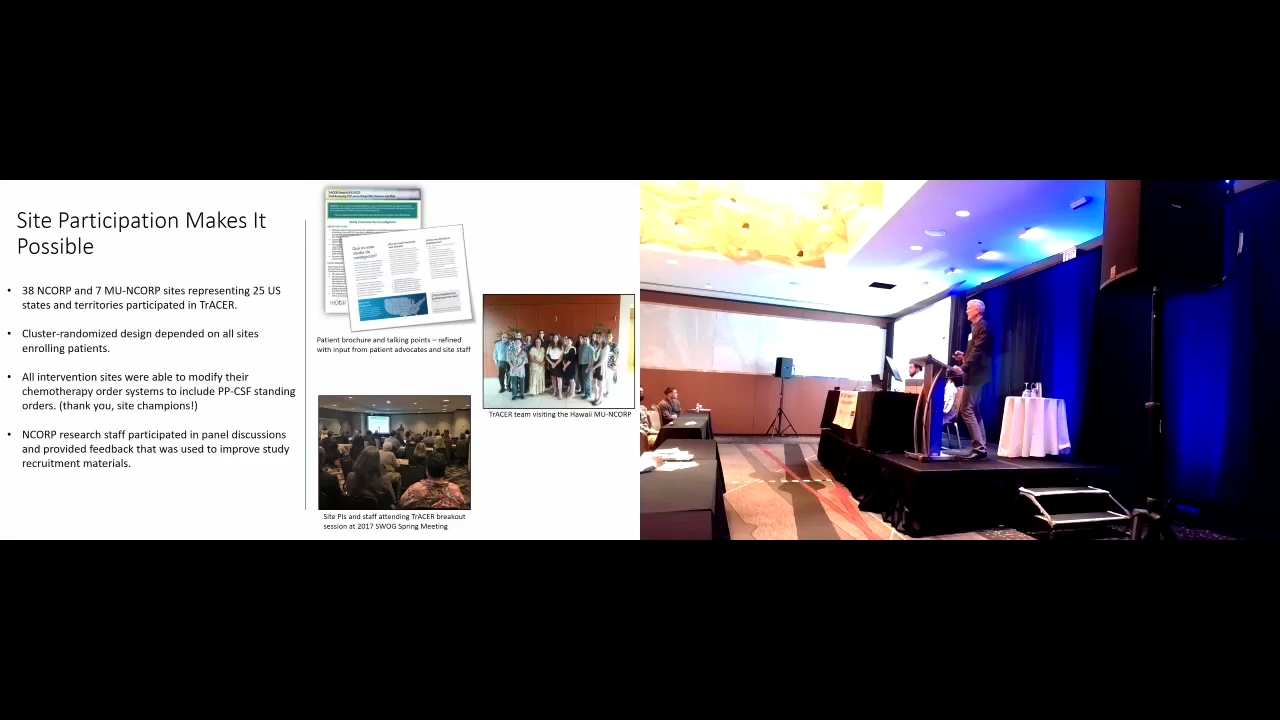 Site Participation Makes It
Possible
• 38 NCORP and 7 MU-NCORP sites representing 25 US
states and territories participated in TrACER.
• Cluster-randomized design depended on all sites
enrolling patients.
• All intervention sites were able to modify their
chemotherapy order systems to include PP-CSF standing
orders. (thank you, site champions!)
• NCORP research staff participated in panel discussions
and provided feedback that was used to improve study
recruitment materials.
Patient brochure and talking points – refined
with input from patient advocates and site staff
TrACER team visiting the Hawaii MU-NCORP
Site PIs and staff attending TrACER breakout
session at 2017 SWOG Spring Meeting